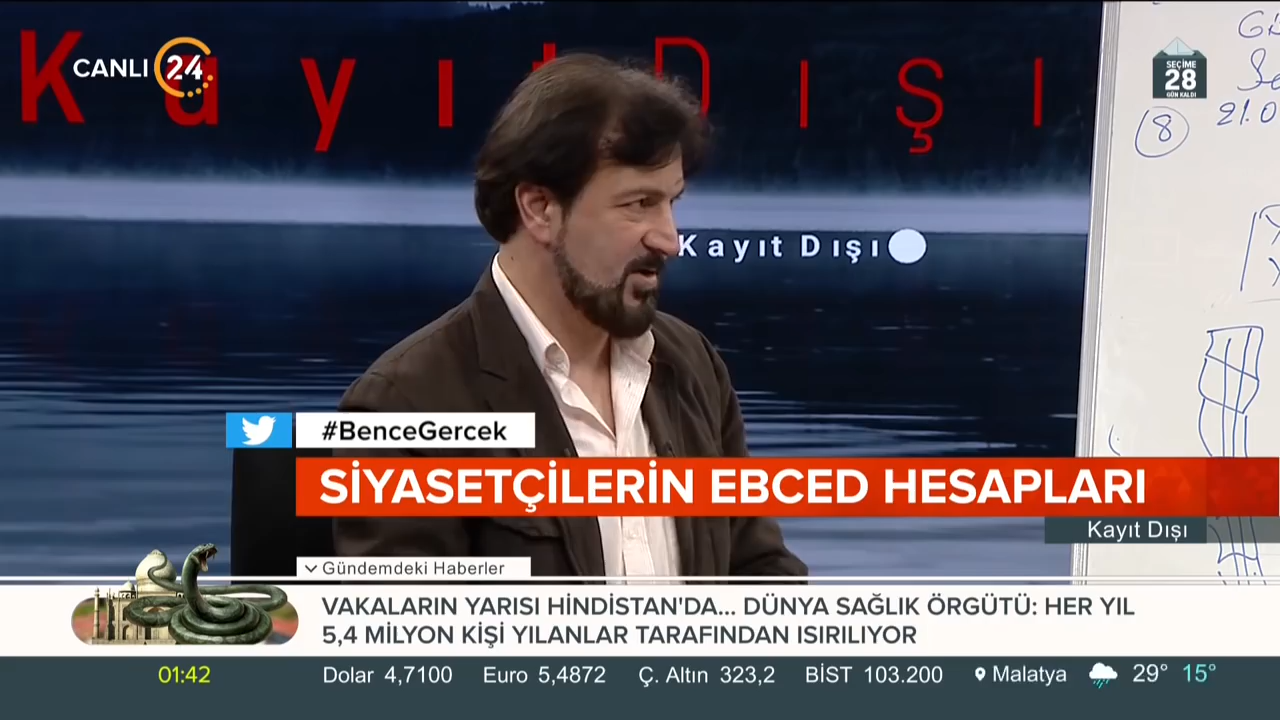 Kayıt Dışı
CANLI 24
SEÇİME
28
GÜN KALDI
8
21.0
Kayıt Dışı
#BenceGercek
SİYASETÇİLERİN EBCED HESAPLARI
Kayıt Dışı
Gündemdeki Haberler
VAKALARIN YARISI HİNDİSTAN'DA... DÜNYA SAĞLIK ÖRGÜTÜ: HER YIL
5,4 MİLYON KİŞİ YILANLAR TARAFINDAN ISIRILIYOR
01:42 Dolar 4,7100 Euro 5,4872 Ç. Altın 323,2 BİST 103.200 Malatya 29° 15°